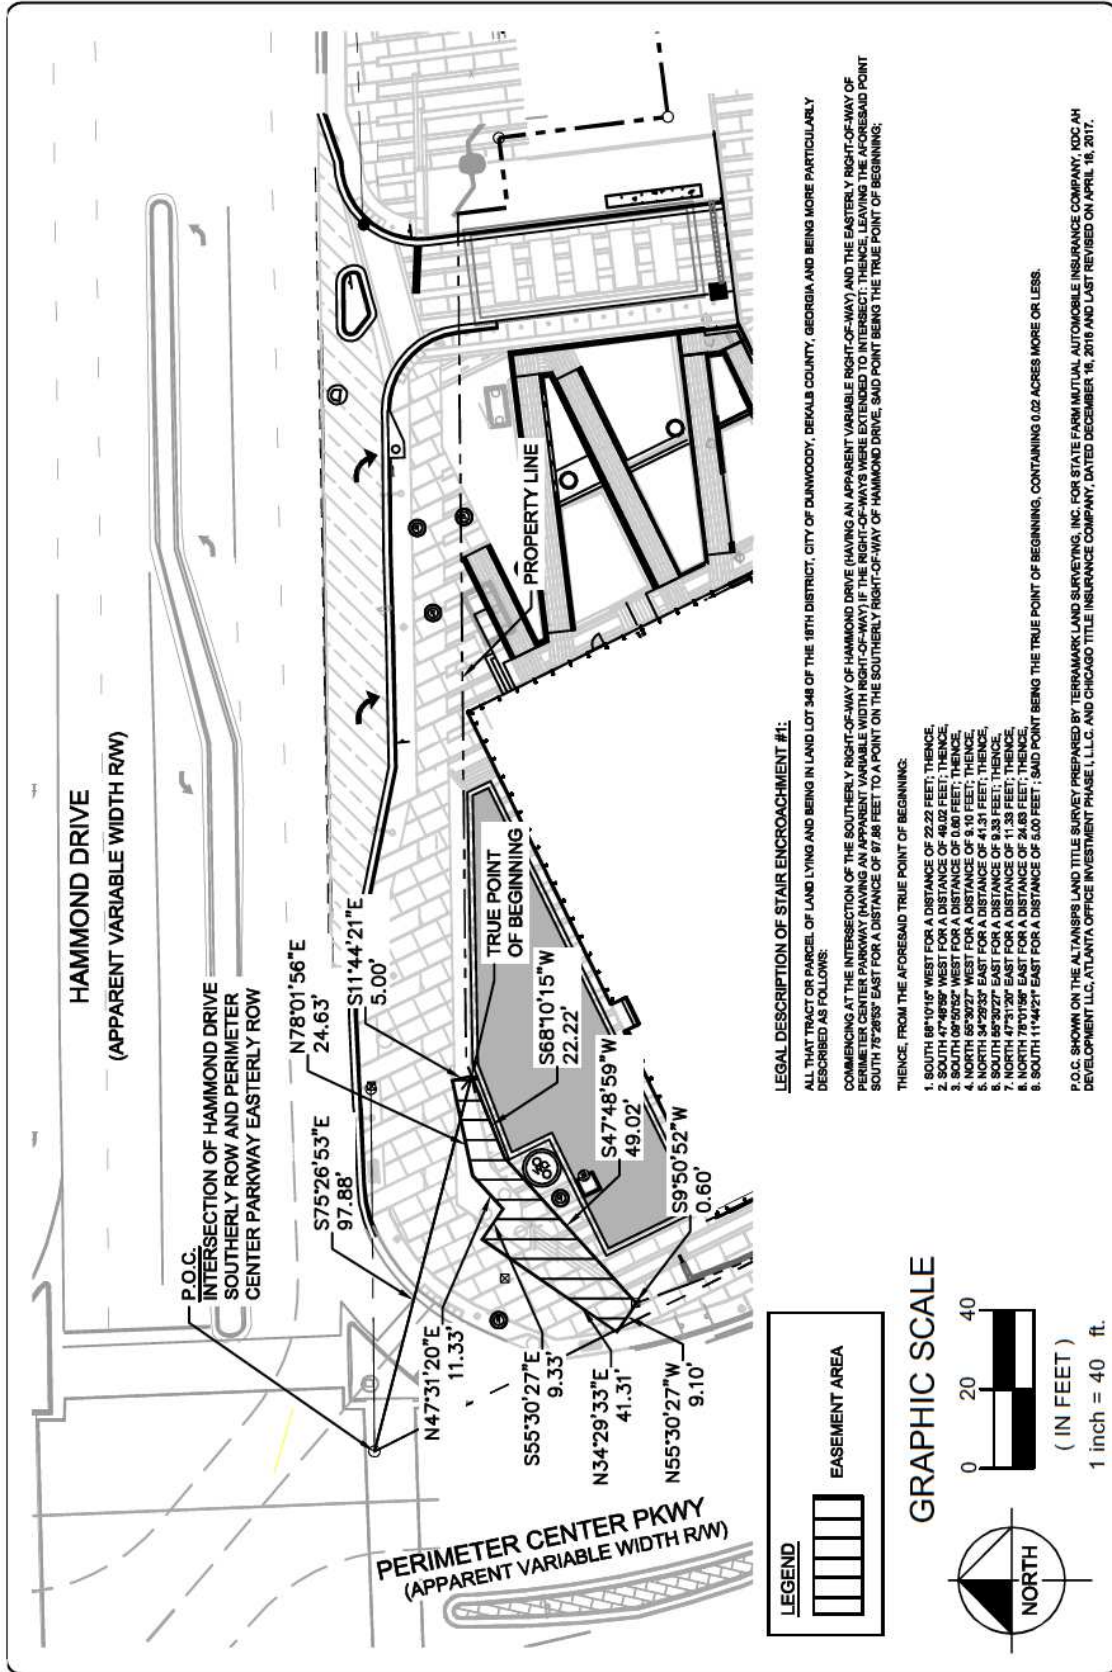 HAMMOND DRIVE
(APPARENT VARIABLE WIDTH R/W)
P.O.C.
INTERSECTION OF HAMMOND DRIVE
SOUTHERLY ROW AND PERIMETER
CENTER PARKWAY EASTERLY ROW
N78°01'56"E
24.63'
S11°44'21"E
5.00'
S75°26'53"E
97.88'
TRUE POINT
OF BEGINNING
PROPERTY LINE
S68°10'15"W
22.22'
S47°48'59"W
49.02'
S9°50'52"W
0.60'
N47°31'20"E
11.33'
S55°30'27"E
9.33'
N34°29'33"E
41.31'
N55°30'27"W
9.10'
PERIMETER CENTER PKWY
(APPARENT VARIABLE WIDTH R/W)
LEGEND
EASEMENT AREA
GRAPHIC SCALE
0 20 40
( IN FEET )
1 inch = 40 ft.
NORTH
LEGAL DESCRIPTION OF STAIR ENCROACHMENT #1:
ALL THAT TRACT OR PARCEL OF LAND LYING AND BEING IN LAND LOT 348 OF THE 18TH DISTRICT, CITY OF DUNWOODY, DEKALB COUNTY, GEORGIA AND BEING MORE PARTICULARLY
DESCRIBED AS FOLLOWS:
COMMENCING AT THE INTERSECTION OF THE SOUTHERLY RIGHT-OF-WAY OF HAMMOND DRIVE (HAVING AN APPARENT VARIABLE RIGHT-OF-WAY) AND THE EASTERLY RIGHT-OF-WAY OF
PERIMETER CENTER PARKWAY (HAVING AN APPARENT VARIABLE WIDTH RIGHT-OF-WAY) IF THE RIGHT-OF-WAYS WERE EXTENDED TO INTERSECT; THENCE, LEAVING THE AFORESAID POINT
SOUTH 75°26'53" EAST FOR A DISTANCE OF 97.88 FEET TO A POINT ON THE SOUTHERLY RIGHT-OF-WAY OF HAMMOND DRIVE, SAID POINT BEING THE TRUE POINT OF BEGINNING;
THENCE, FROM THE AFORESAID TRUE POINT OF BEGINNING:
1. SOUTH 68°10'15" WEST FOR A DISTANCE OF 22.22 FEET; THENCE,
2. SOUTH 47°48'59" WEST FOR A DISTANCE OF 49.02 FEET; THENCE,
3. SOUTH 09°50'52" WEST FOR A DISTANCE OF 0.60 FEET; THENCE,
4. NORTH 55°30'27" WEST FOR A DISTANCE OF 9.10 FEET; THENCE,
5. NORTH 34°29'33" EAST FOR A DISTANCE OF 41.31 FEET; THENCE,
6. SOUTH 55°30'27" EAST FOR A DISTANCE OF 9.33 FEET; THENCE,
7. NORTH 47°31'20" EAST FOR A DISTANCE OF 11.33 FEET; THENCE,
8. NORTH 78°01'56" EAST FOR A DISTANCE OF 24.63 FEET; THENCE,
9. SOUTH 11°44'21" EAST FOR A DISTANCE OF 5.00 FEET ; SAID POINT BEING THE TRUE POINT OF BEGINNING, CONTAINING 0.02 ACRES MORE OR LESS.
P.O.C. SHOWN ON THE ALTA/NSPS LAND TITLE SURVEY PREPARED BY TERRAMARK LAND SURVEYING, INC. FOR STATE FARM MUTUAL AUTOMOBILE INSURANCE COMPANY, KDC AH
DEVELOPMENT LLC, ATLANTA OFFICE INVESTMENT PHASE I, L.L.C. AND CHICAGO TITLE INSURANCE COMPANY, DATED DECEMBER 16, 2016 AND LAST REVISED ON APRIL 18, 2017.